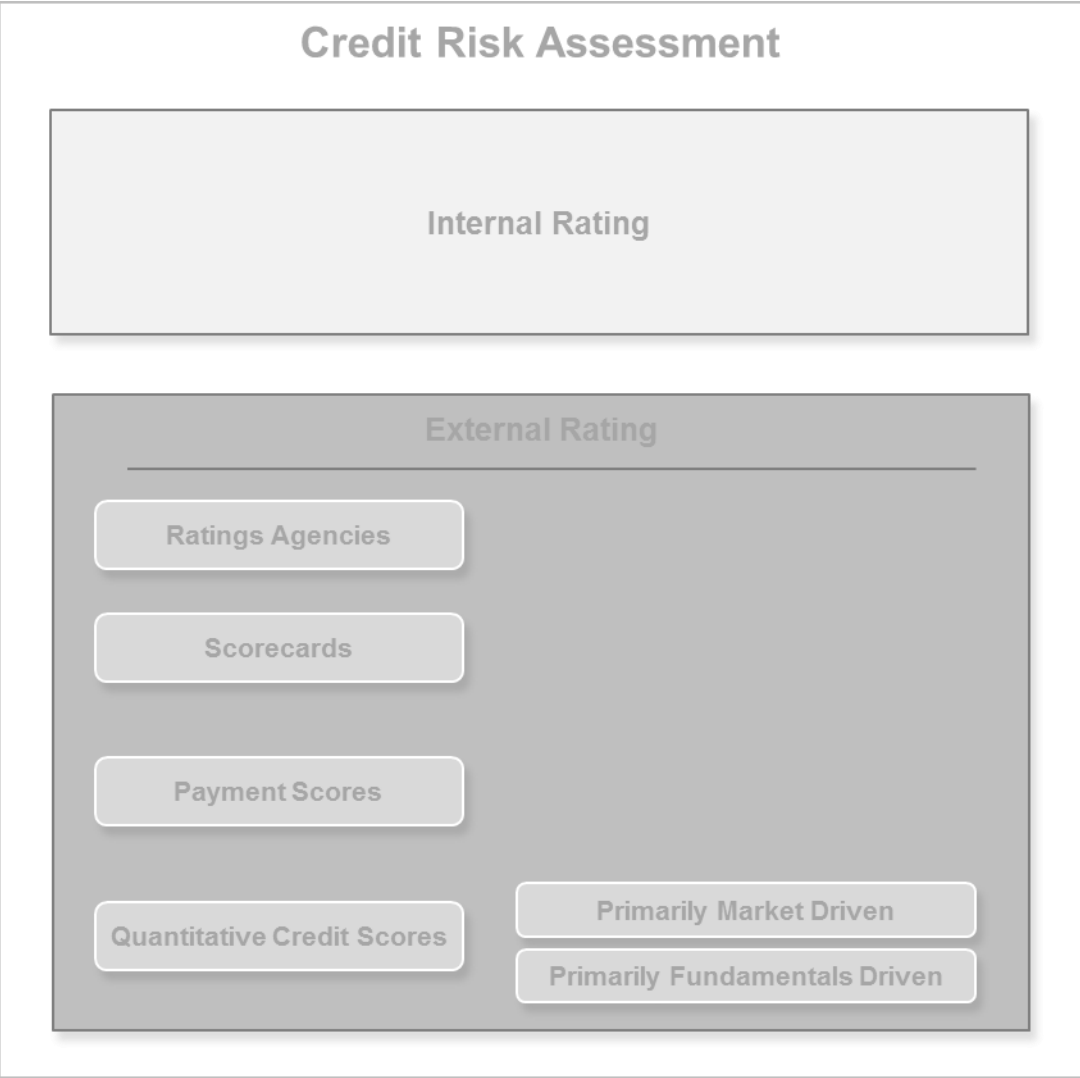 Credit Risk Assessment
Internal Rating
External Rating
Ratings Agencies
Scorecards
Payment Scores
Quantitative Credit Scores
Primarily Market Driven
Primarily Fundamentals Driven